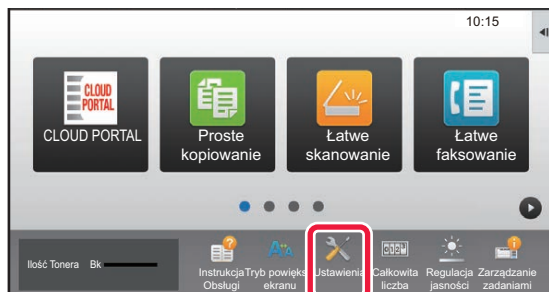 10:15
CLOUD
PORTAL
CLOUD PORTAL
Proste
kopiowanie
Łatwe
skanowanie
Łatwe
faksowanie
Ilość Tonera Bk
Instrukcja
Obsługi
Tryb powięks
ekranu
Ustawienia
Całkowita
liczba
Regulacja
jasności
Zarządzanie
zadaniami